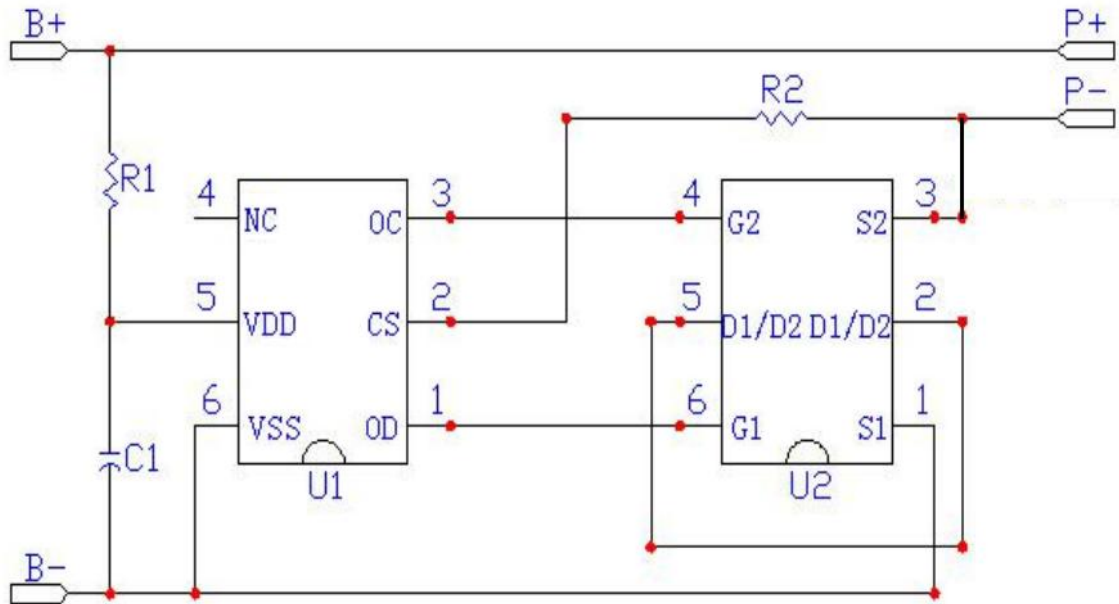 B+ P+
R2 P-
R1
4 3 4 3
NC OC G2 S2
5 2 5 2
VDD CS D1/D2 D1/D2
6 1 6 1
VSS OD G1 S1
C1 U1 U2
B-